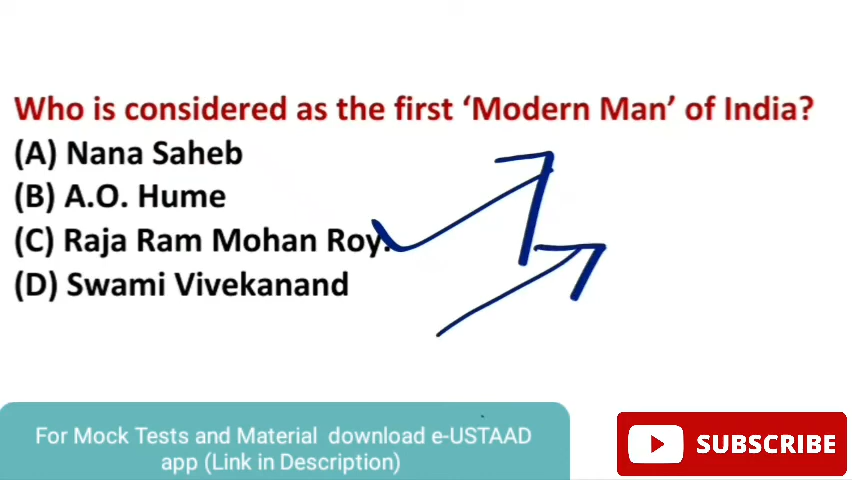 Who is considered as the first ‘Modern Man’ of India?
(A) Nana Saheb
(B) A.O. Hume
(C) Raja Ram Mohan Roy.
(D) Swami Vivekanand
For Mock Tests and Material download e-USTAAD
app (Link in Description)
SUBSCRIBE